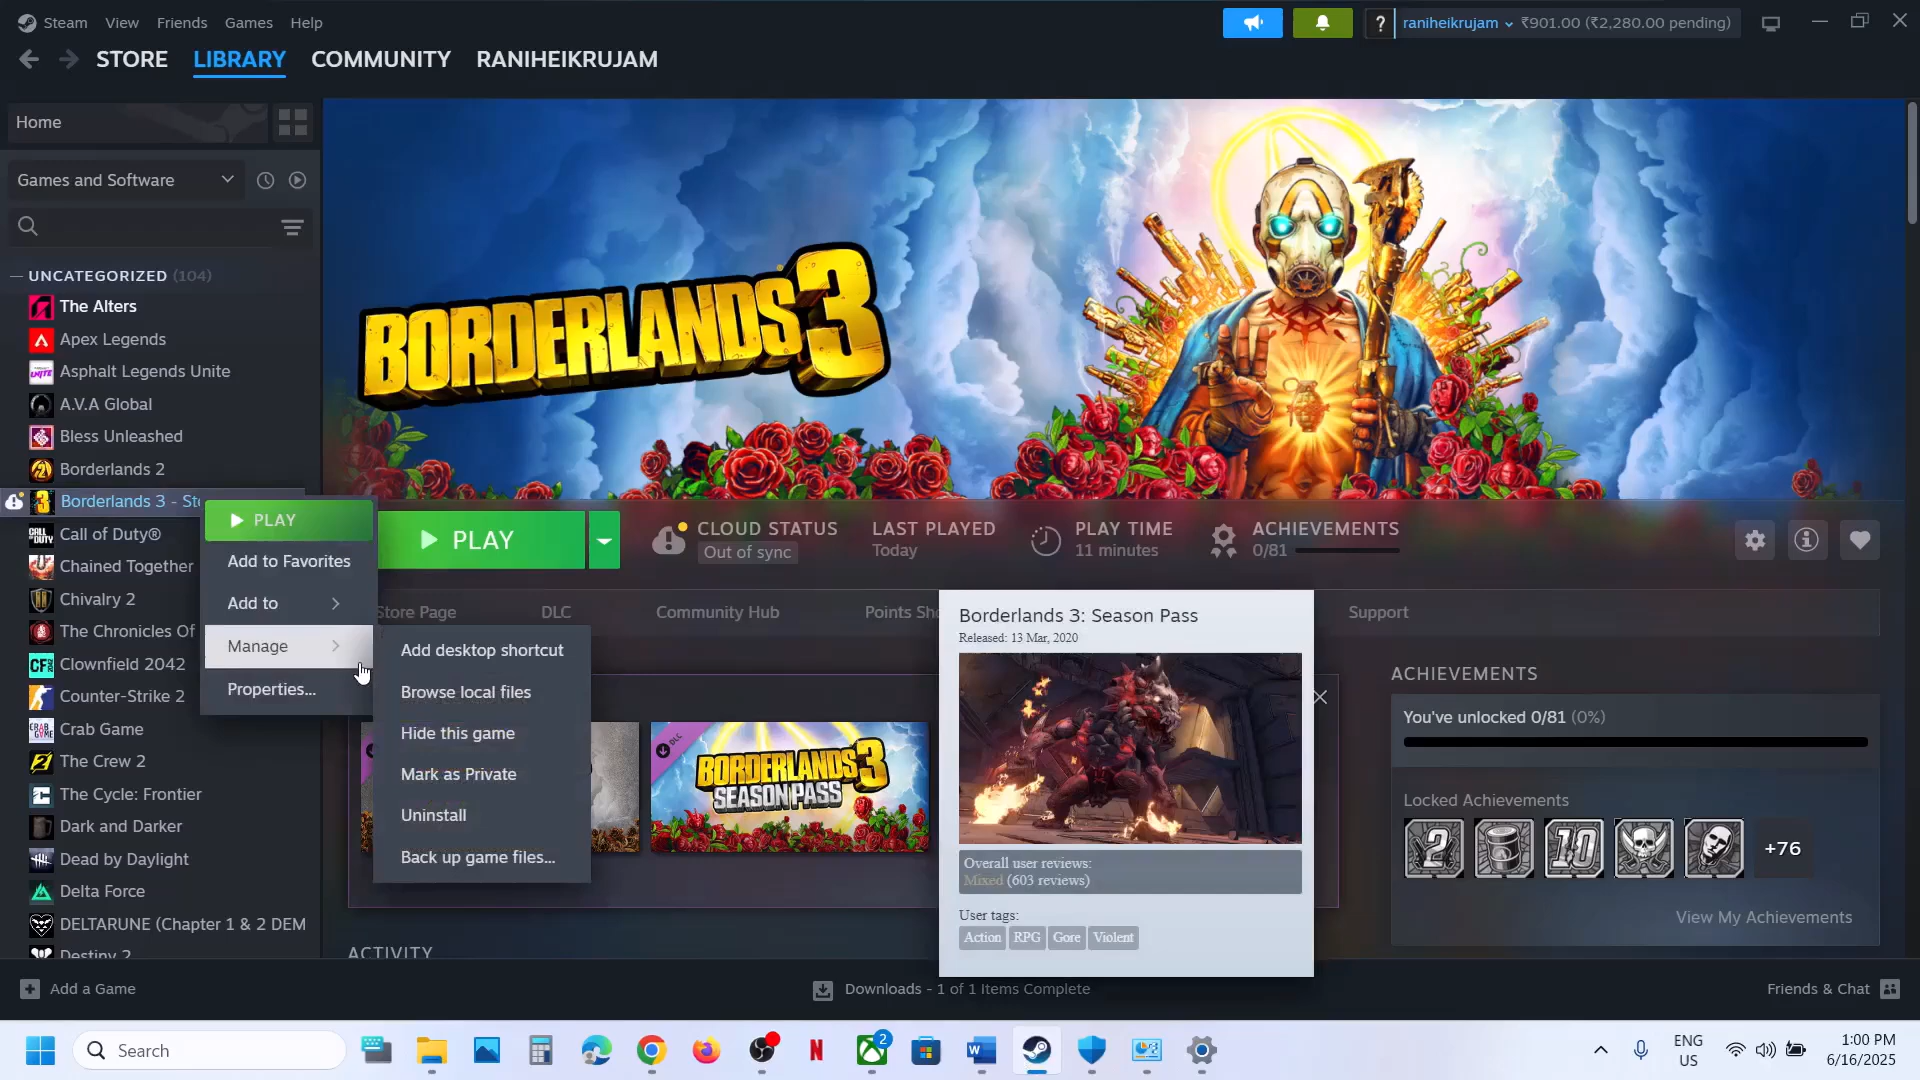 Steam View Friends Games Help
raniheikrujam ₹901.00 (₹2,280.00 pending)
STORE LIBRARY COMMUNITY RANIHEIKRUJAM
Home
Games and Software
UNCATEGORIZED (104)
The Alters
Apex Legends
Asphalt Legends Unite
A.V.A Global
Bless Unleashed
Borderlands 2
Borderlands 3 - Ste
Call of Duty®
Chained Together
Chivalry 2
The Chronicles Of
Clownfield 2042
Counter-Strike 2
Crab Game
The Crew 2
The Cycle: Frontier
Dark and Darker
Dead by Daylight
Delta Force
DELTARUNE (Chapter 1 & 2 DEM
Destiny 2
PLAY
Add to Favorites
Add to
Manage
Properties...
Add desktop shortcut
Browse local files
Hide this game
Mark as Private
Uninstall
Back up game files...
BORDERLANDS 3
PLAY
CLOUD STATUS
Out of sync
LAST PLAYED
Today
PLAY TIME
11 minutes
ACHIEVEMENTS
0/81
Store Page DLC Community Hub Points Sho Support
DLC
BORDERLANDS 3
SEASON PASS
Borderlands 3: Season Pass
Released: 13 Mar, 2020
Overall user reviews:
Mixed (603 reviews)
User tags:
Action RPG Gore Violent
ACHIEVEMENTS
You've unlocked 0/81 (0%)
Locked Achievements
2 10 +76
View My Achievements
ACTIVITY
Add a Game
Downloads - 1 of 1 Items Complete
Friends & Chat
Search
2
ENG
US
1:00 PM
6/16/2025